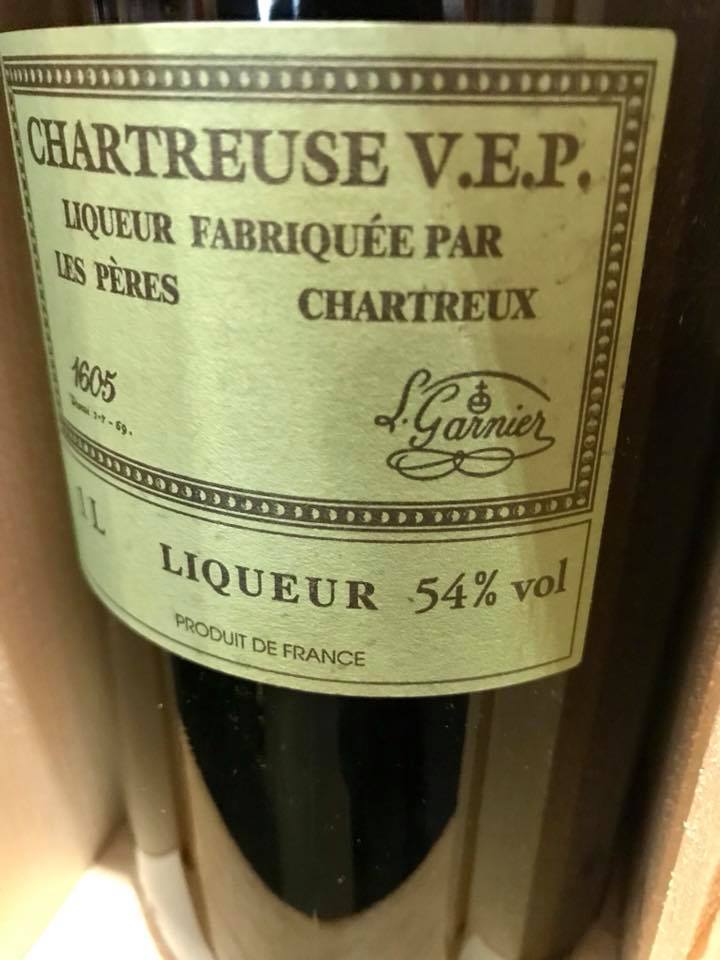 CHARTREUSE V.E.P.
LIQUEUR FABRIQUÉE PAR
LES PÈRES CHARTREUX
1605
L. Garnier
1L
LIQUEUR 54% vol
PRODUIT DE FRANCE